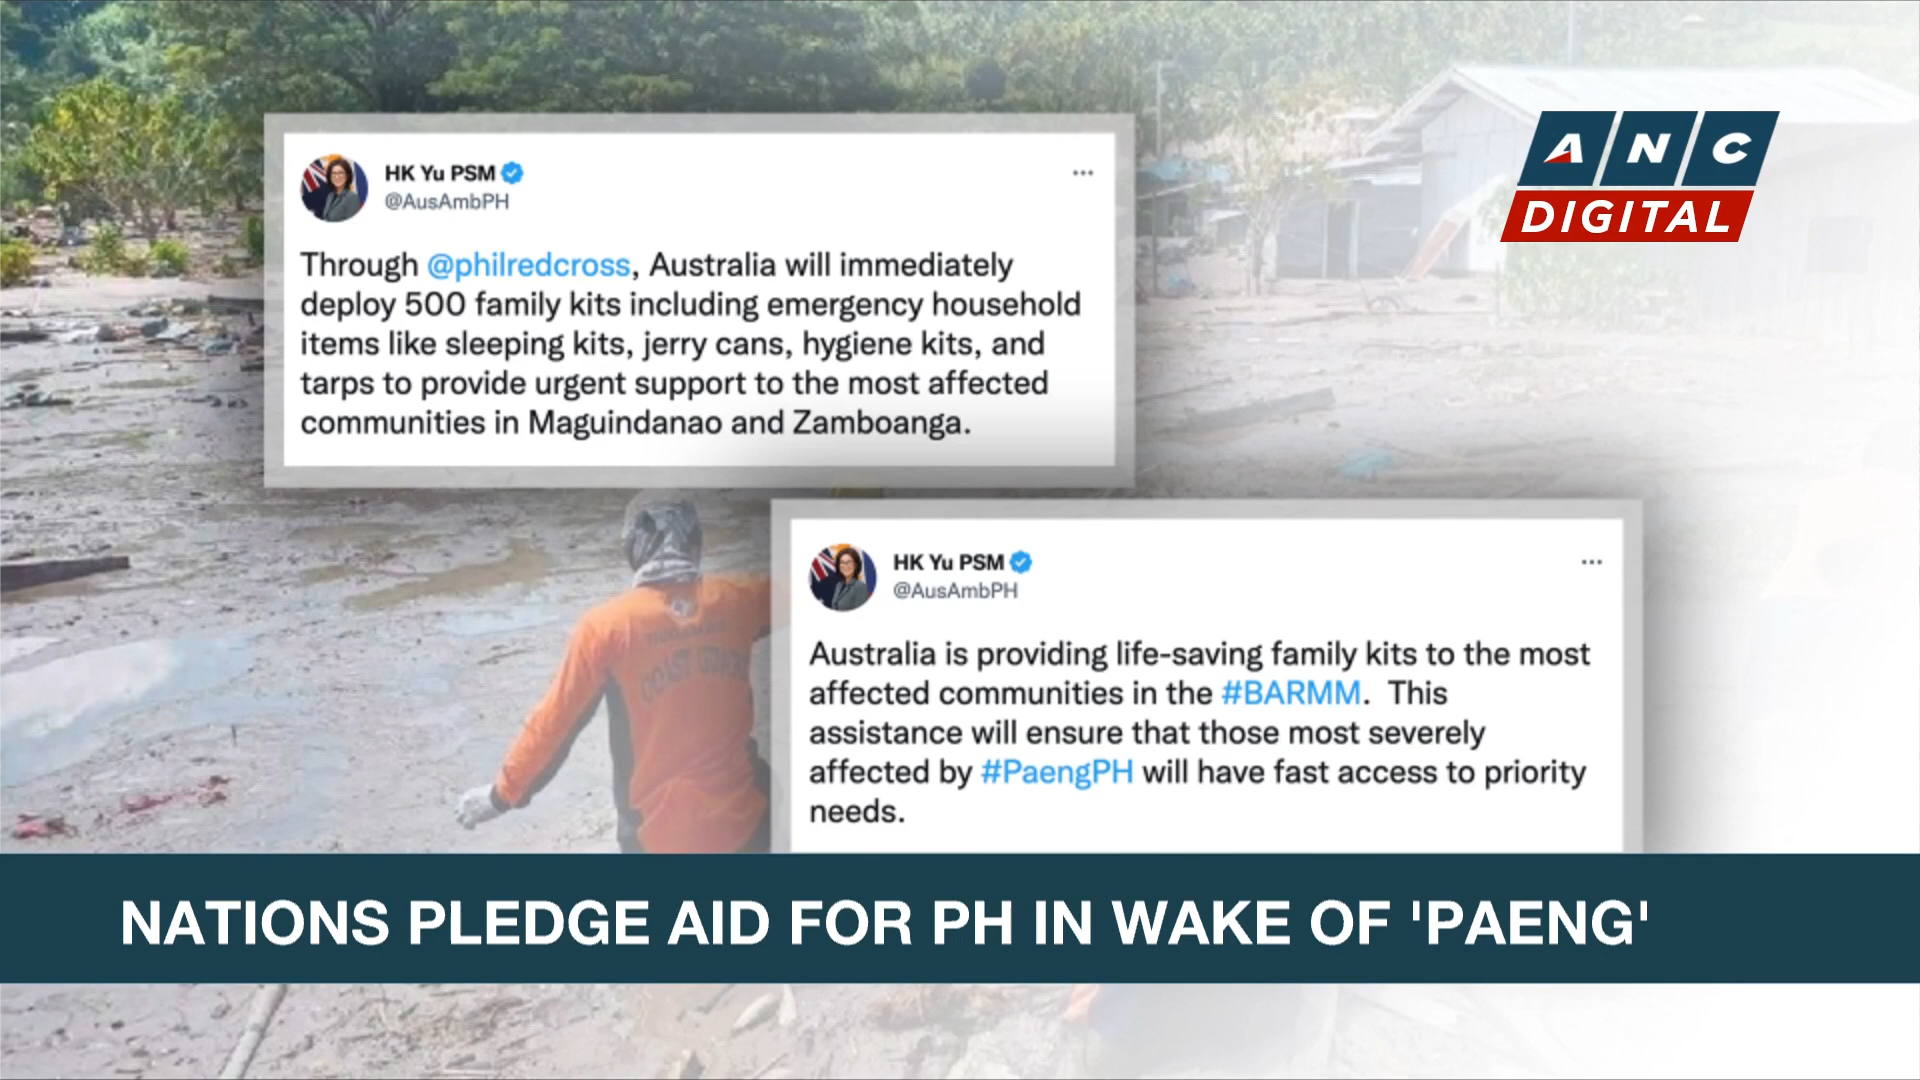 HK Yu PSM
@AusAmbPH
Through @philredcross, Australia will immediately
deploy 500 family kits including emergency household
items like sleeping kits, jerry cans, hygiene kits, and
tarps to provide urgent support to the most affected
communities in Maguindanao and Zamboanga.
ANC
DIGITAL
HK Yu PSM
@AusAmbPH
Australia is providing life-saving family kits to the most
affected communities in the #BARMM. This
assistance will ensure that those most severely
affected by #PaengPH will have fast access to priority
needs.
COAST GUARD
NATIONS PLEDGE AID FOR PH IN WAKE OF 'PAENG'